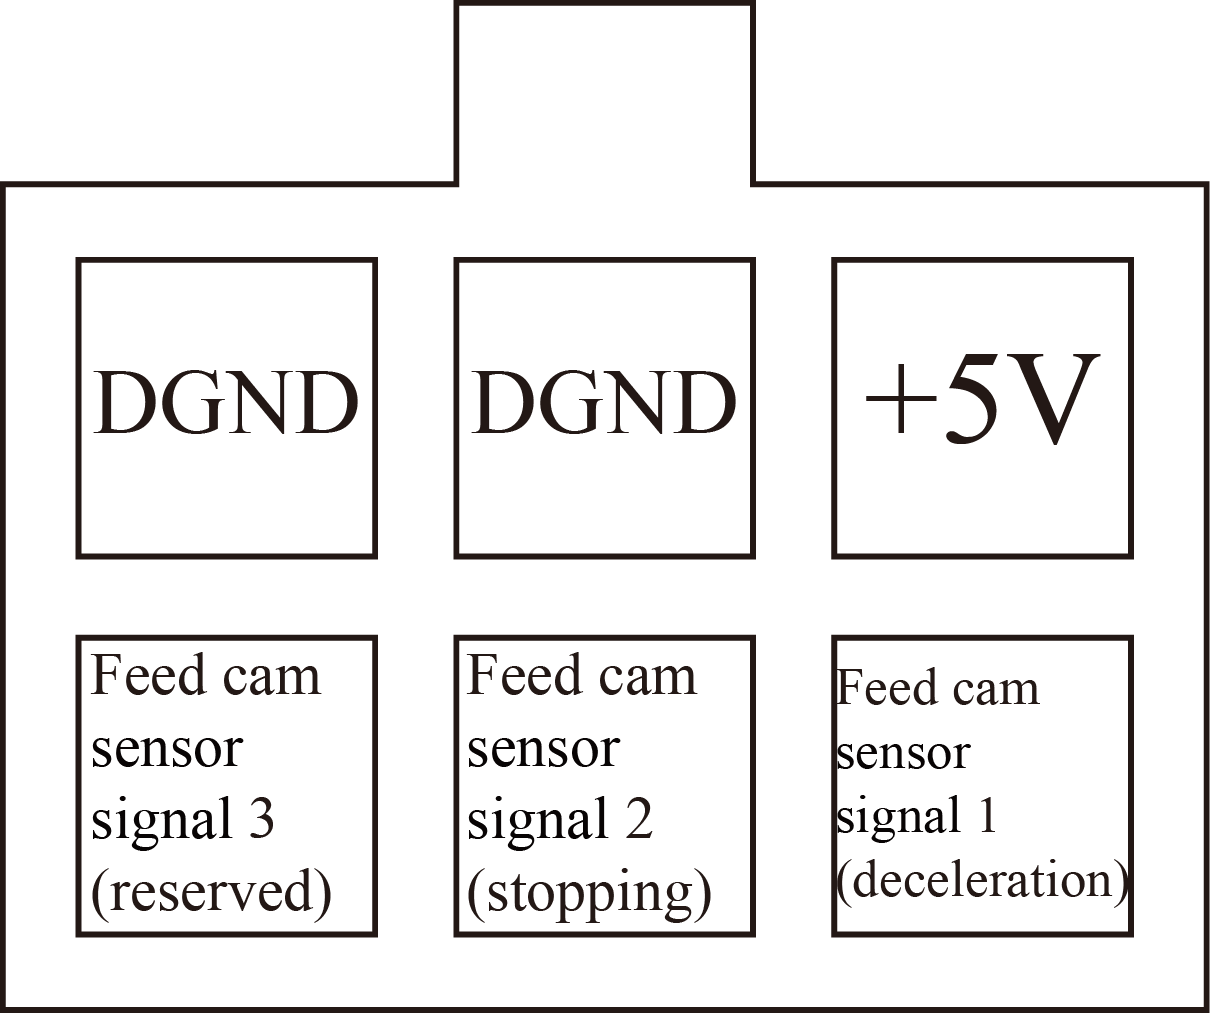 DGND
DGND
+5V
Feed cam
sensor
signal 3
(reserved)
Feed cam
sensor
signal 2
(stopping)
Feed cam
sensor
signal 1
(deceleration)